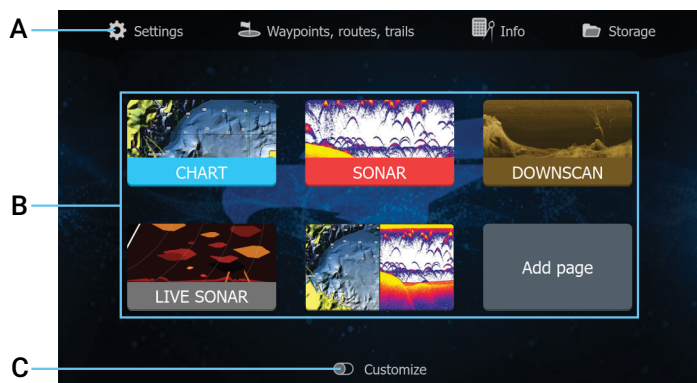 A
Settings
Waypoints, routes, trails
Info
Storage
B
CHART
SONAR
DOWNSCAN
LIVE SONAR
Add page
C
Customize